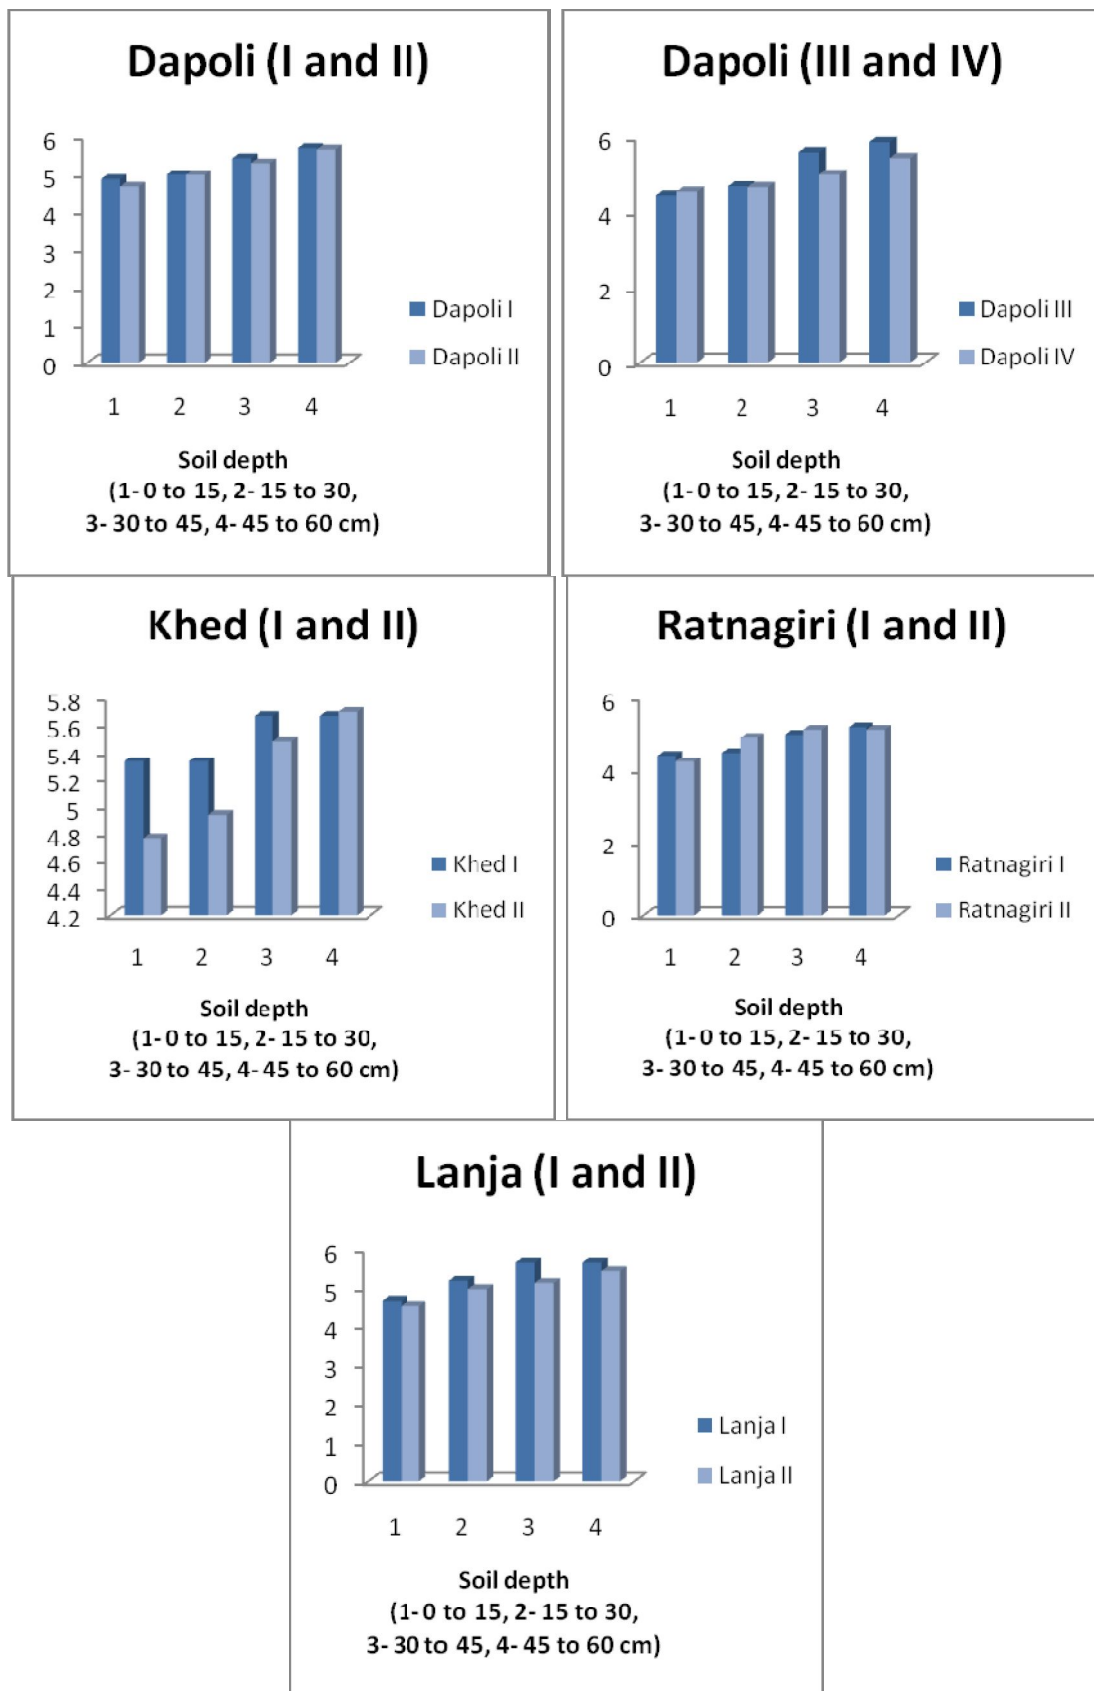 Dapoli (I and II)
6
5
4
3
2
1
0
Dapoli I
Dapoli II
1 2 3 4
Soil depth
(1- 0 to 15, 2- 15 to 30,
3- 30 to 45, 4- 45 to 60 cm)
Dapoli (III and IV)
6
4
2
0
Dapoli III
Dapoli IV
1 2 3 4
Soil depth
(1- 0 to 15, 2- 15 to 30,
3- 30 to 45, 4- 45 to 60 cm)
Khed (I and II)
5.8
5.6
5.4
5.2
5
4.8
4.6
4.4
4.2
Khed I
Khed II
1 2 3 4
Soil depth
(1- 0 to 15, 2- 15 to 30,
3- 30 to 45, 4- 45 to 60 cm)
Ratnagiri (I and II)
6
4
2
0
Ratnagiri I
Ratnagiri II
1 2 3 4
Soil depth
(1- 0 to 15, 2- 15 to 30,
3- 30 to 45, 4- 45 to 60 cm)
Lanja (I and II)
6
5
4
3
2
1
0
Lanja I
Lanja II
1 2 3 4
Soil depth
(1- 0 to 15, 2- 15 to 30,
3- 30 to 45, 4- 45 to 60 cm)